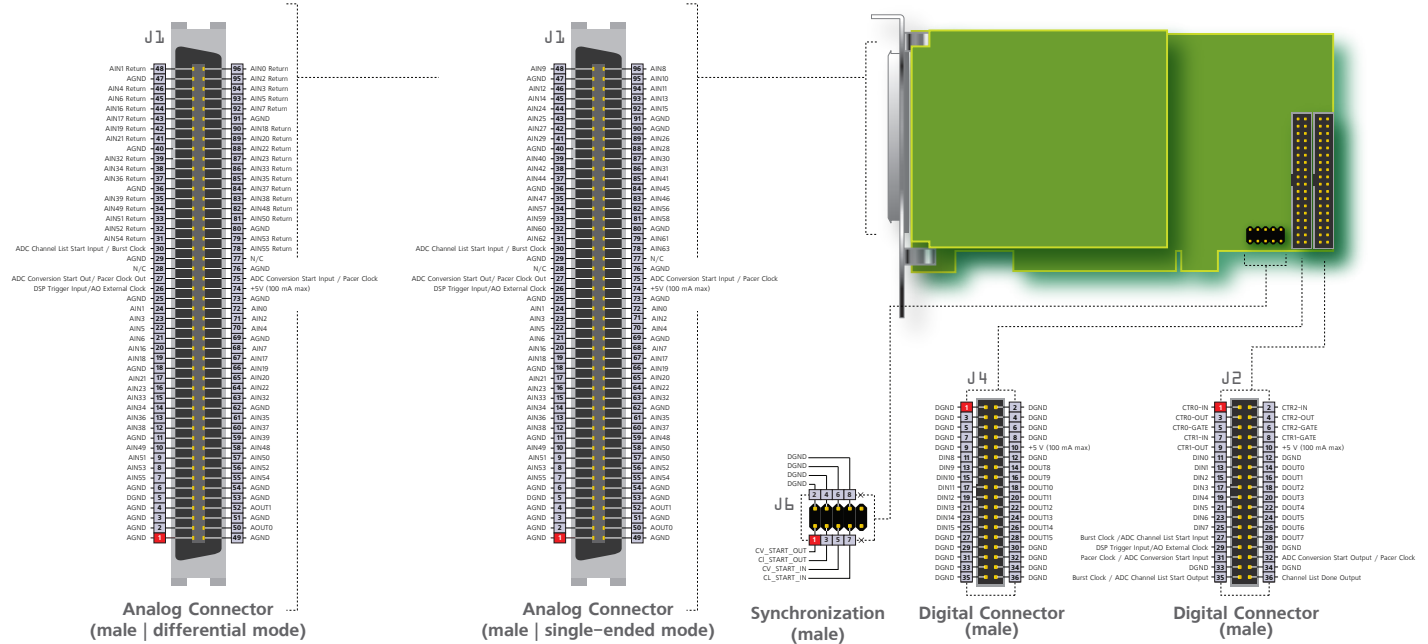 J1
AIN1 Return 48 96 AIN0 Return
AGND 47 95 AIN2 Return
AIN4 Return 46 94 AIN3 Return
AIN6 Return 45 93 AIN5 Return
AIN16 Return 44 92 AIN7 Return
AIN17 Return 43 91 AGND
AIN19 Return 42 90 AIN18 Return
AIN21 Return 41 89 AIN20 Return
AGND 40 88 AIN22 Return
AIN32 Return 39 87 AIN23 Return
AIN34 Return 38 86 AIN33 Return
AIN36 Return 37 85 AIN35 Return
AGND 36 84 AIN37 Return
AIN39 Return 35 83 AIN38 Return
AIN49 Return 34 82 AIN48 Return
AIN51 Return 33 81 AIN50 Return
AIN52 Return 32 80 AGND
AIN54 Return 31 79 AIN53 Return
ADC Channel List Start Input / Burst Clock 30 78 AIN55 Return
AGND 29 77 N/C
N/C 28 76 AGND
ADC Conversion Start Out/ Pacer Clock Out 27 75 ADC Conversion Start Input / Pacer Clock
DSP Trigger Input/AO External Clock 26 74 +5V (100 mA max)
AGND 25 73 AGND
AIN1 24 72 AIN0
AIN3 23 71 AIN2
AIN5 22 70 AIN4
AIN6 21 69 AGND
AIN16 20 68 AIN7
AIN18 19 67 AIN17
AGND 18 66 AIN19
AIN21 17 65 AIN20
AIN23 16 64 AIN22
AIN33 15 63 AIN32
AIN34 14 62 AGND
AIN36 13 61 AIN35
AIN38 12 60 AIN37
AGND 11 59 AIN39
AIN49 10 58 AIN48
AIN51 9 57 AIN50
AIN53 8 56 AIN52
AIN55 7 55 AIN54
AGND 6 54 AGND
DGND 5 53 AGND
AGND 4 52 AOUT1
AGND 3 51 AGND
AGND 2 50 AOUT0
AGND 1 49 AGND
Analog Connector
(male | differential mode)
J1
AIN9 48 96 AIN8
AGND 47 95 AIN10
AIN12 46 94 AIN11
AIN14 45 93 AIN13
AIN24 44 92 AIN15
AIN25 43 91 AGND
AIN27 42 90 AGND
AIN29 41 89 AIN26
AGND 40 88 AIN28
AIN40 39 87 AIN30
AIN42 38 86 AIN31
AIN44 37 85 AIN41
AGND 36 84 AIN45
AIN47 35 83 AIN46
AIN57 34 82 AIN56
AIN59 33 81 AIN58
AIN60 32 80 AGND
AIN62 31 79 AIN61
ADC Channel List Start Input / Burst Clock 30 78 AIN63
AGND 29 77 N/C
N/C 28 76 AGND
ADC Conversion Start Out/ Pacer Clock Out 27 75 ADC Conversion Start Input / Pacer Clock
DSP Trigger Input/AO External Clock 26 74 +5V (100 mA max)
AGND 25 73 AGND
AIN1 24 72 AIN0
AIN3 23 71 AIN2
AIN5 22 70 AIN4
AIN6 21 69 AGND
AIN16 20 68 AIN7
AIN18 19 67 AIN17
AGND 18 66 AIN19
AIN21 17 65 AIN20
AIN23 16 64 AIN22
AIN33 15 63 AIN32
AIN34 14 62 AGND
AIN36 13 61 AIN35
AIN38 12 60 AIN37
AGND 11 59 AIN49
AIN49 10 58 AIN48
AIN51 9 57 AIN50
AIN53 8 56 AIN52
AIN55 7 55 AIN54
AGND 6 54 AGND
DGND 5 53 AGND
AGND 4 52 AOUT1
AGND 3 51 AGND
AGND 2 50 AOUT0
AGND 1 49 AGND
Analog Connector
(male | single-ended mode)
DGND
DGND
DGND
DGND
2 4 6 8
J6
1 3 5 7
CV_START_OUT
Cl_START_OUT
CV_START_IN
CL_START_IN
Synchronization
(male)
J4
DGND 1 2 DGND
DGND 3 4 DGND
DGND 5 6 DGND
DGND 7 8 DGND
DGND 9 10 +5 V (100 mA max)
DIN8 11 12 DGND
DIN9 13 14 DOUT8
DIN10 15 16 DOUT9
DIN11 17 18 DOUT10
DIN12 19 20 DOUT11
DIN13 21 22 DOUT12
DIN14 23 24 DOUT13
DIN15 25 26 DOUT14
DGND 27 28 DOUT15
DGND 29 30 DGND
DGND 31 32 DGND
DGND 33 34 DGND
DGND 35 36 DGND
Digital Connector
(male)
J2
CTR0-IN 1 2 CTR2-IN
CTR0-OUT 3 4 CTR2-OUT
CTR0-GATE 5 6 CTR2-GATE
CTR1-IN 7 8 CTR1-GATE
CTR1-OUT 9 10 +5 V (100 mA max)
DIN0 11 12 DGND
DIN1 13 14 DOUT0
DIN2 15 16 DOUT1
DIN3 17 18 DOUT2
DIN4 19 20 DOUT3
DIN5 21 22 DOUT4
DIN6 23 24 DOUT5
DIN7 25 26 DOUT6
Burst Clock /ADC Channel List Start Input 27 28 DOUT7
DSP Trigger Input/AO External Clock 29 30 DGND
Pacer Clock / ADC Conversion Start Input 31 32 ADC Conversion Start Output / Pacer Clock
DGND 33 34 DGND
Burst Clock / ADC Channel List Start Output 35 36 Channel List Done Output
Digital Connector
(male)